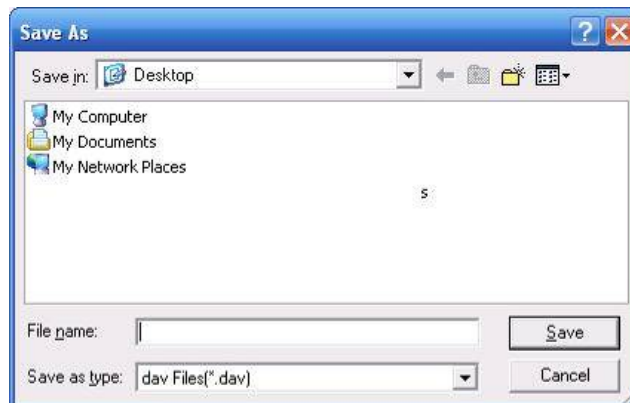 Save As
Save in: Desktop
My Computer
My Documents
My Network Places
s
File name: Save
Save as type: dav Files(*.dav) Cancel